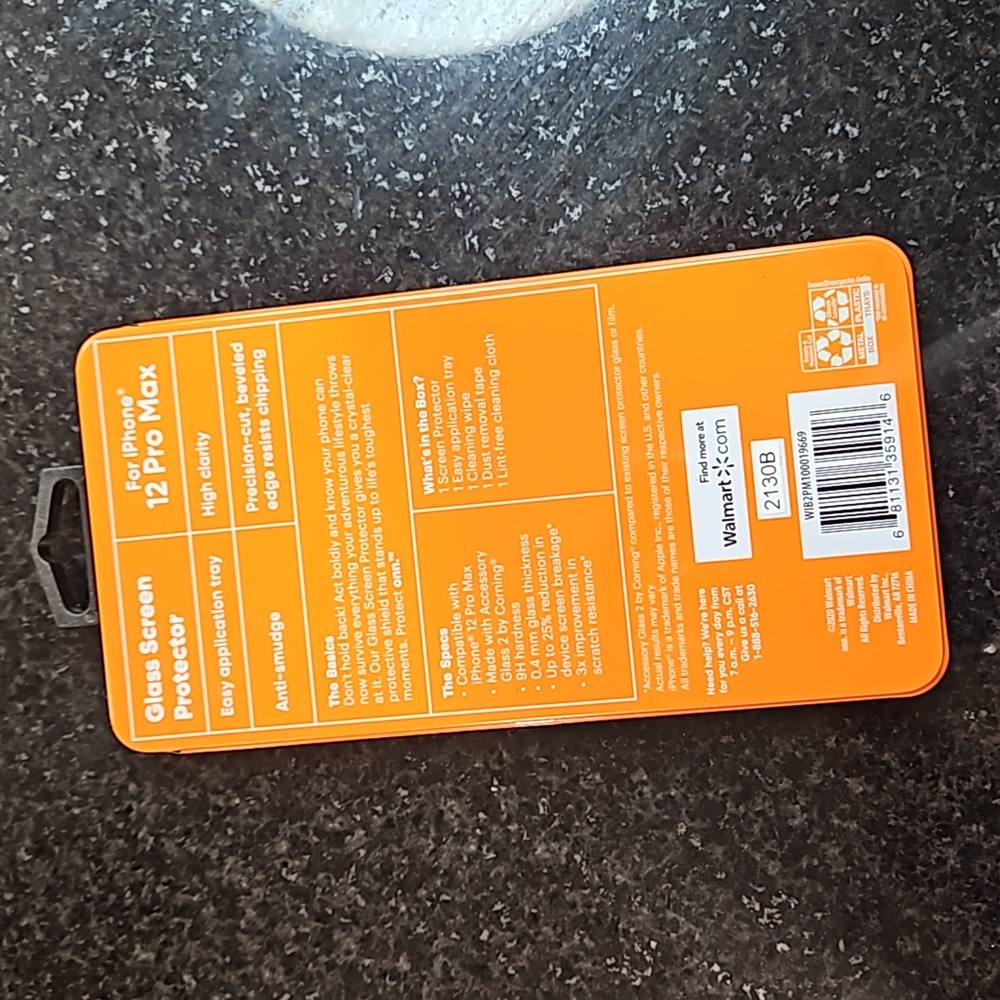 Glass Screen
Protector
For iPhone®
12 Pro Max
Easy application tray
High clarity
Anti-smudge
Precision-cut, beveled
edge resists chipping
The Basics
Don't hold back! Act boldly and know your phone can
now survive everything your adventurous lifestyle throws
at it. Our Glass Screen Protector gives you a crystal-clear
protective shield that stands up to life's toughest
moments. Protect onn.™
The Specs
• Compatible with
iPhone® 12 Pro Max
• Made with Accessory
Glass 2 by Corning®
• 9H hardness
• 0.4 mm glass thickness
• Up to 25% reduction in
device screen breakage*
• 3x improvement in
scratch resistance*
What's in the Box?
1 Screen Protector
1 Easy application tray
1 Cleaning wipe
1 Dust removal tape
1 Lint-free cleaning cloth
*Accessory Glass 2 by Corning® compared to existing screen protector glass or film.
Actual results may vary.
iPhone® is a trademark of Apple Inc., registered in the U.S. and other countries.
All trademarks and trade names are those of their respective owners.
Need help? We're here
for you every day from
7 a.m. – 9 p.m. CST
Give us a call at
1-888-516-2630
Find more at
Walmart.com
2130B
WIB2PM100019669
6 81131 35914 6
©2020 Walmart
onn. is a trademark of
Walmart
All Rights Reserved.
Distributed by
Walmart Inc.,
Bentonville, AR 72716
MADE IN CHINA
how2recycle.info
METAL
BOX
PLASTIC
TRAYS